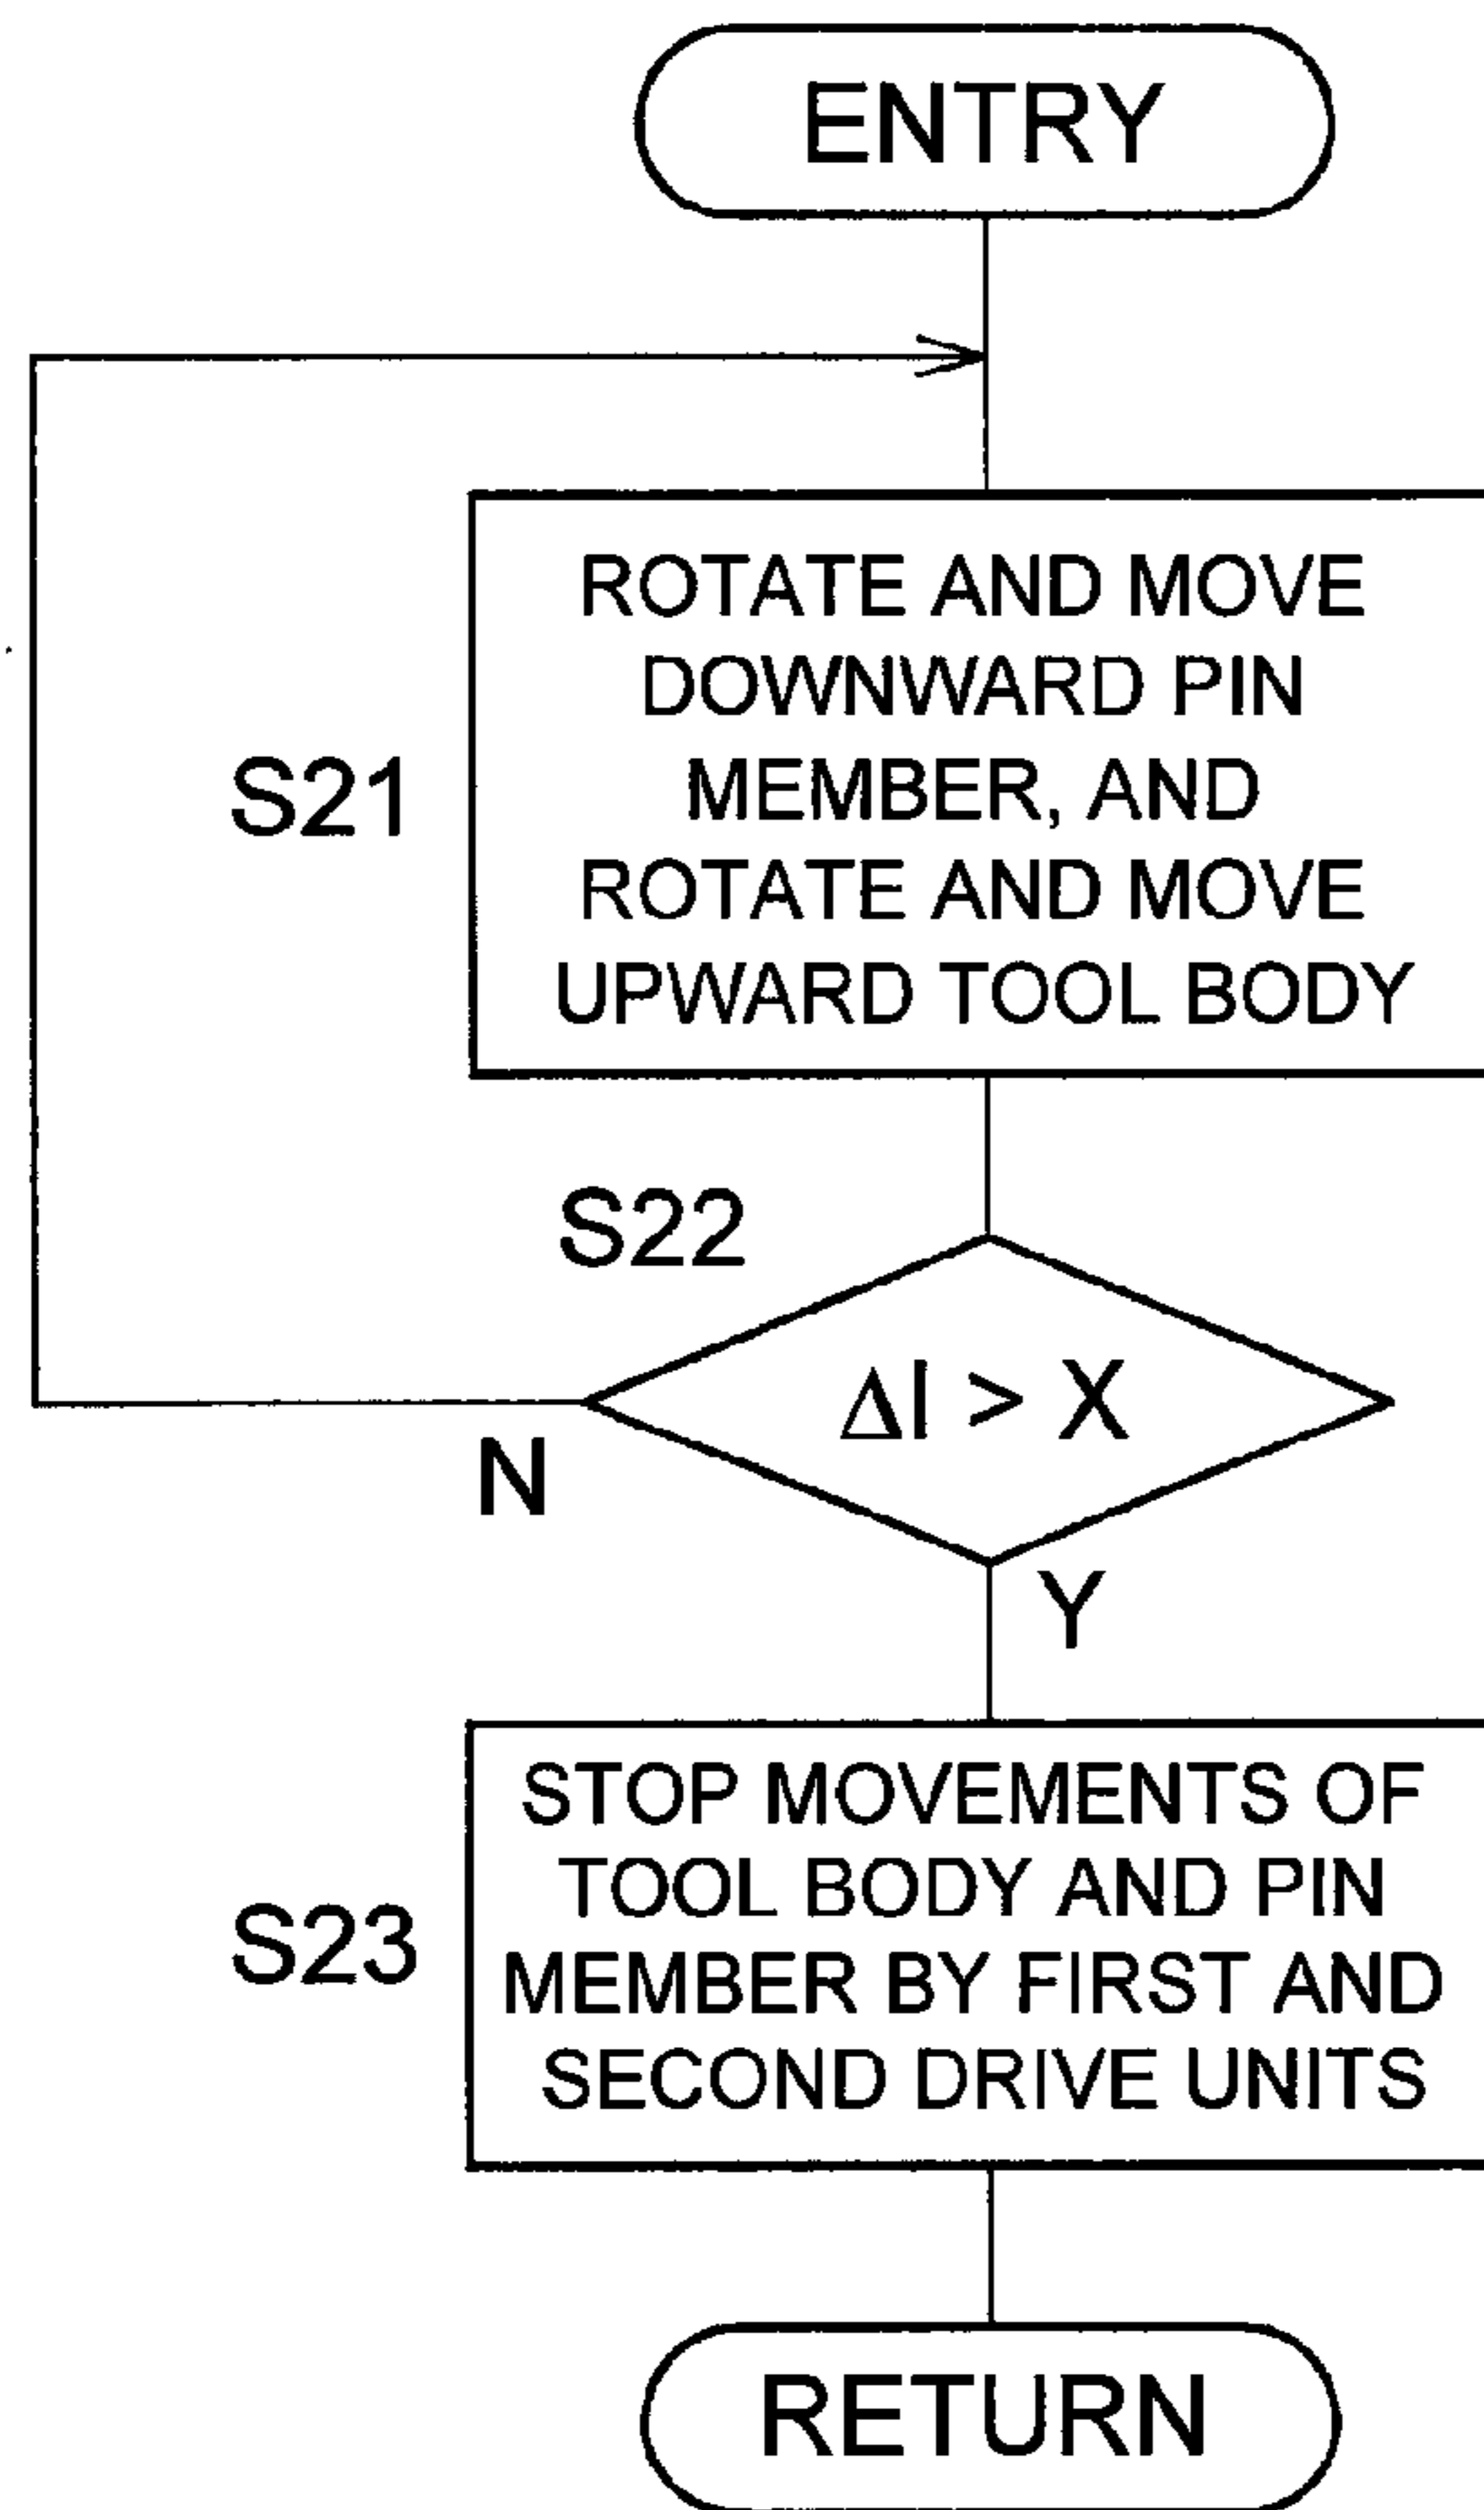 ENTRY
S21
ROTATE AND MOVE
DOWNWARD PIN
MEMBER, AND
ROTATE AND MOVE
UPWARD TOOL BODY
S22
ΔI > X
N
Y
S23
STOP MOVEMENTS OF
TOOL BODY AND PIN
MEMBER BY FIRST AND
SECOND DRIVE UNITS
RETURN